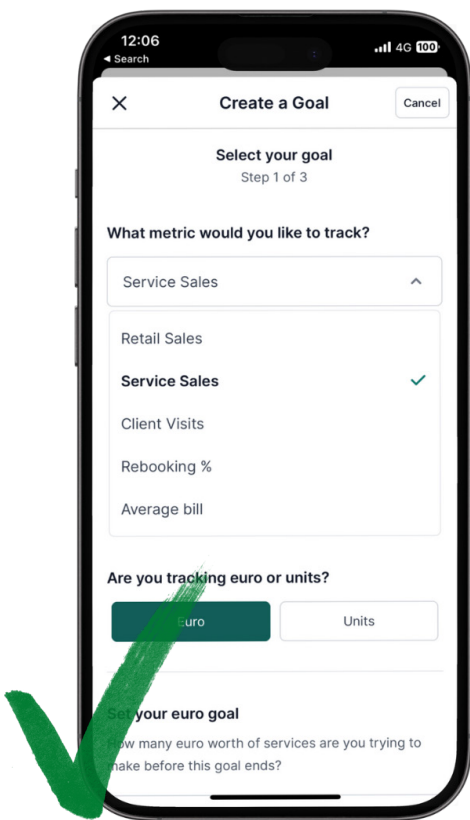 12:06
4G 100
Search
Create a Goal
Cancel
Select your goal
Step 1 of 3
What metric would you like to track?
Service Sales
Retail Sales
Service Sales
Client Visits
Rebooking %
Average bill
Are you tracking euro or units?
Euro
Units
Set your euro goal
How many euro worth of services are you trying to
make before this goal ends?